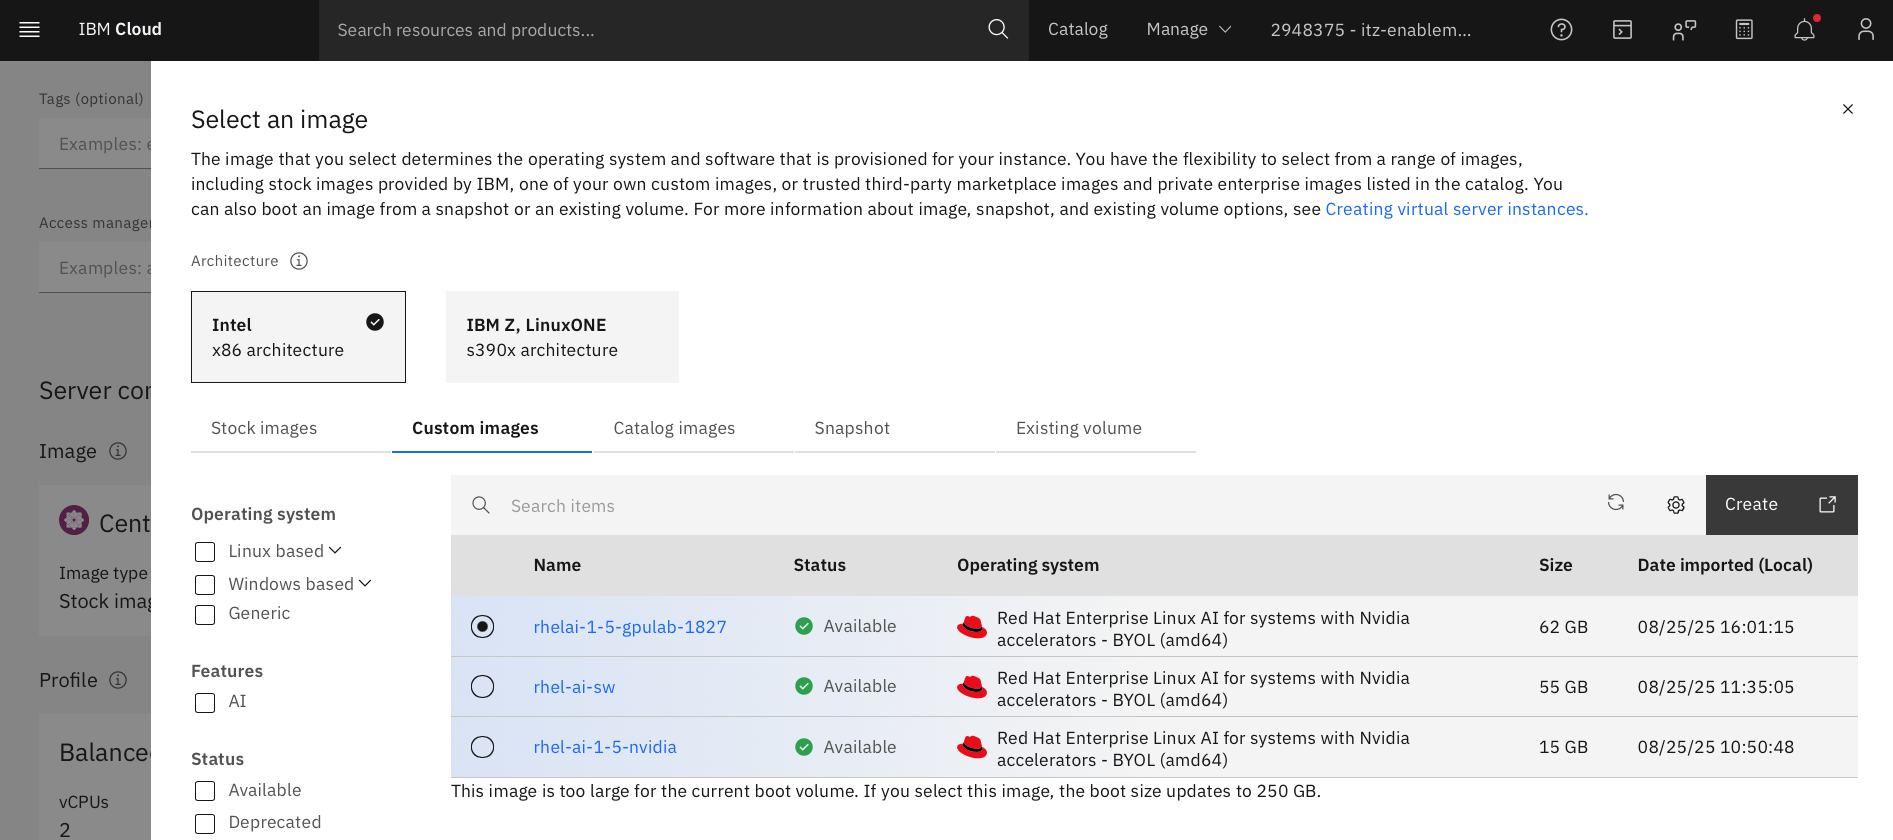 IBM Cloud
Search resources and products...
Catalog
Manage
2948375 - itz-enablem...
Tags (optional)
Examples:
Access manager
Examples:
Server cor
Image
Cent
Image type
Stock imag
Profile
Balanced
vCPUs
2
Select an image
The image that you select determines the operating system and software that is provisioned for your instance. You have the flexibility to select from a range of images,
including stock images provided by IBM, one of your own custom images, or trusted third-party marketplace images and private enterprise images listed in the catalog. You
can also boot an image from a snapshot or an existing volume. For more information about image, snapshot, and existing volume options, see Creating virtual server instances.
Architecture
Intel
x86 architecture
IBM Z, LinuxONE
s390x architecture
Stock images
Custom images
Catalog images
Snapshot
Existing volume
Operating system
Linux based
Windows based
Generic
Features
AI
Status
Available
Deprecated
Search items
Create
Name
Status
Operating system
Size
Date imported (Local)
rhelai-1-5-gpulab-1827
Available
Red Hat Enterprise Linux AI for systems with Nvidia
accelerators - BYOL (amd64)
62 GB
08/25/25 16:01:15
rhel-ai-sw
Available
Red Hat Enterprise Linux AI for systems with Nvidia
accelerators - BYOL (amd64)
55 GB
08/25/25 11:35:05
rhel-ai-1-5-nvidia
Available
Red Hat Enterprise Linux AI for systems with Nvidia
accelerators - BYOL (amd64)
15 GB
08/25/25 10:50:48
This image is too large for the current boot volume. If you select this image, the boot size updates to 250 GB.